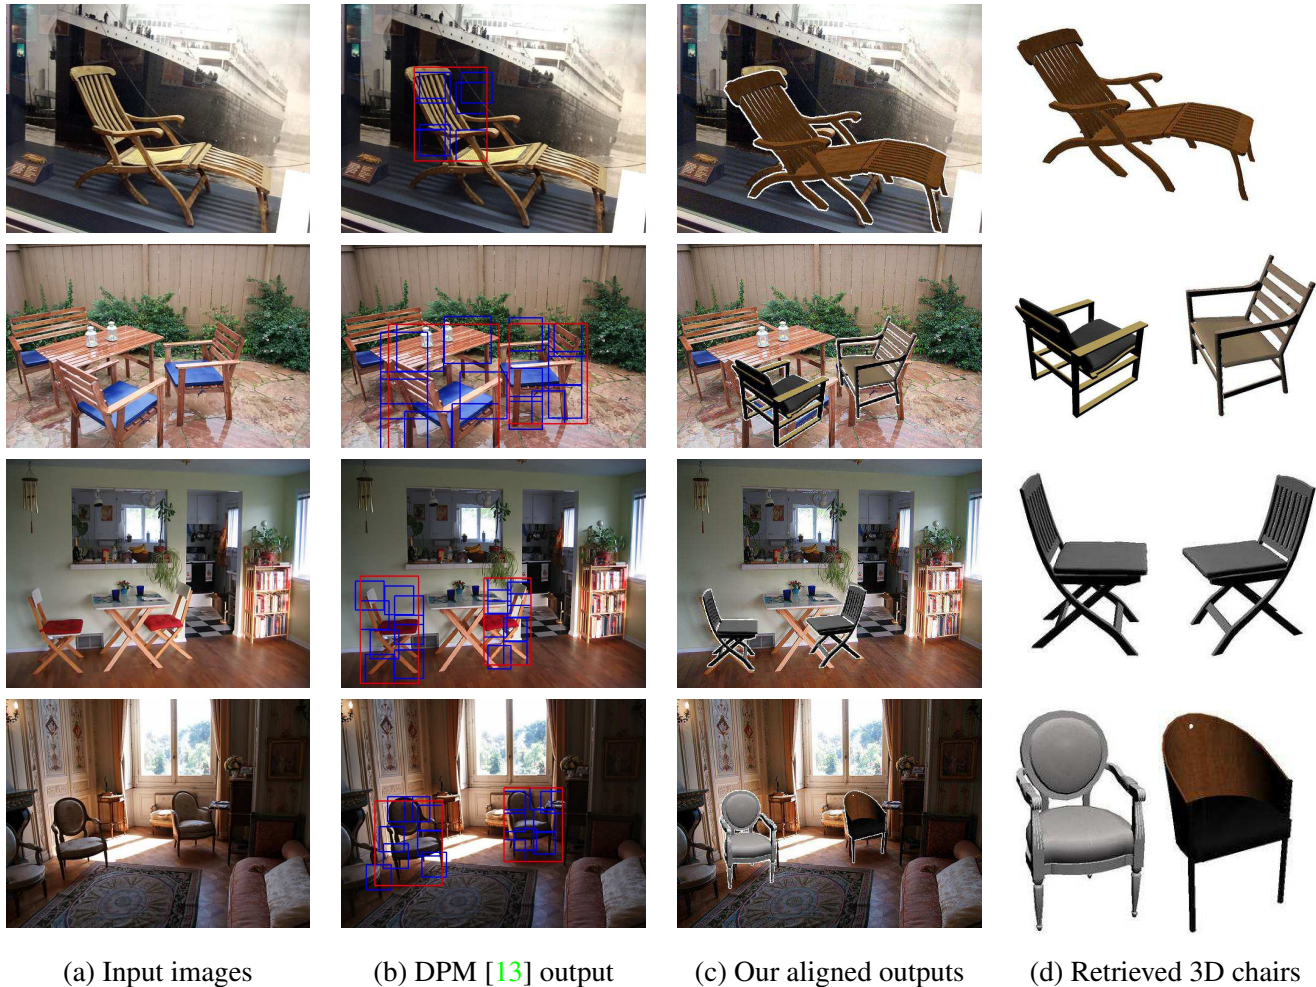 (a) Input images
(b) DPM [13] output
(c) Our aligned outputs
(d) Retrieved 3D chairs